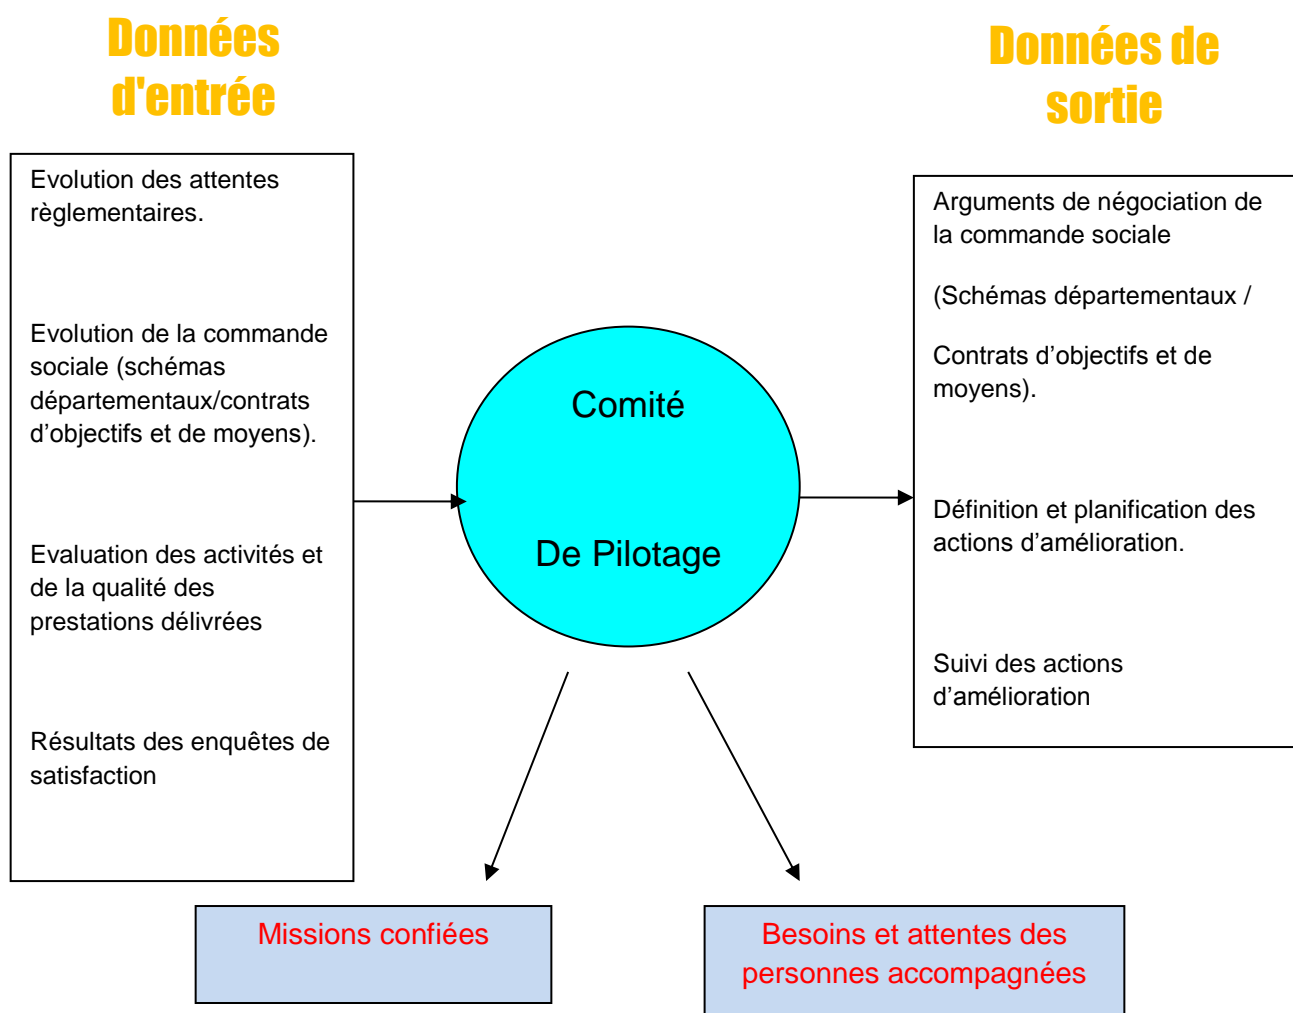 Données
d'entrée
Evolution des attentes
règlementaires.
Evolution de la commande
sociale (schémas
départementaux/contrats
d’objectifs et de moyens).
Evaluation des activités et
de la qualité des
prestations délivrées
Résultats des enquêtes de
satisfaction
Comité
De Pilotage
Données de
sortie
Arguments de négociation de
la commande sociale
(Schémas départementaux /
Contrats d’objectifs et de
moyens).
Définition et planification des
actions d’amélioration.
Suivi des actions
d’amélioration
Missions confiées
Besoins et attentes des
personnes accompagnées